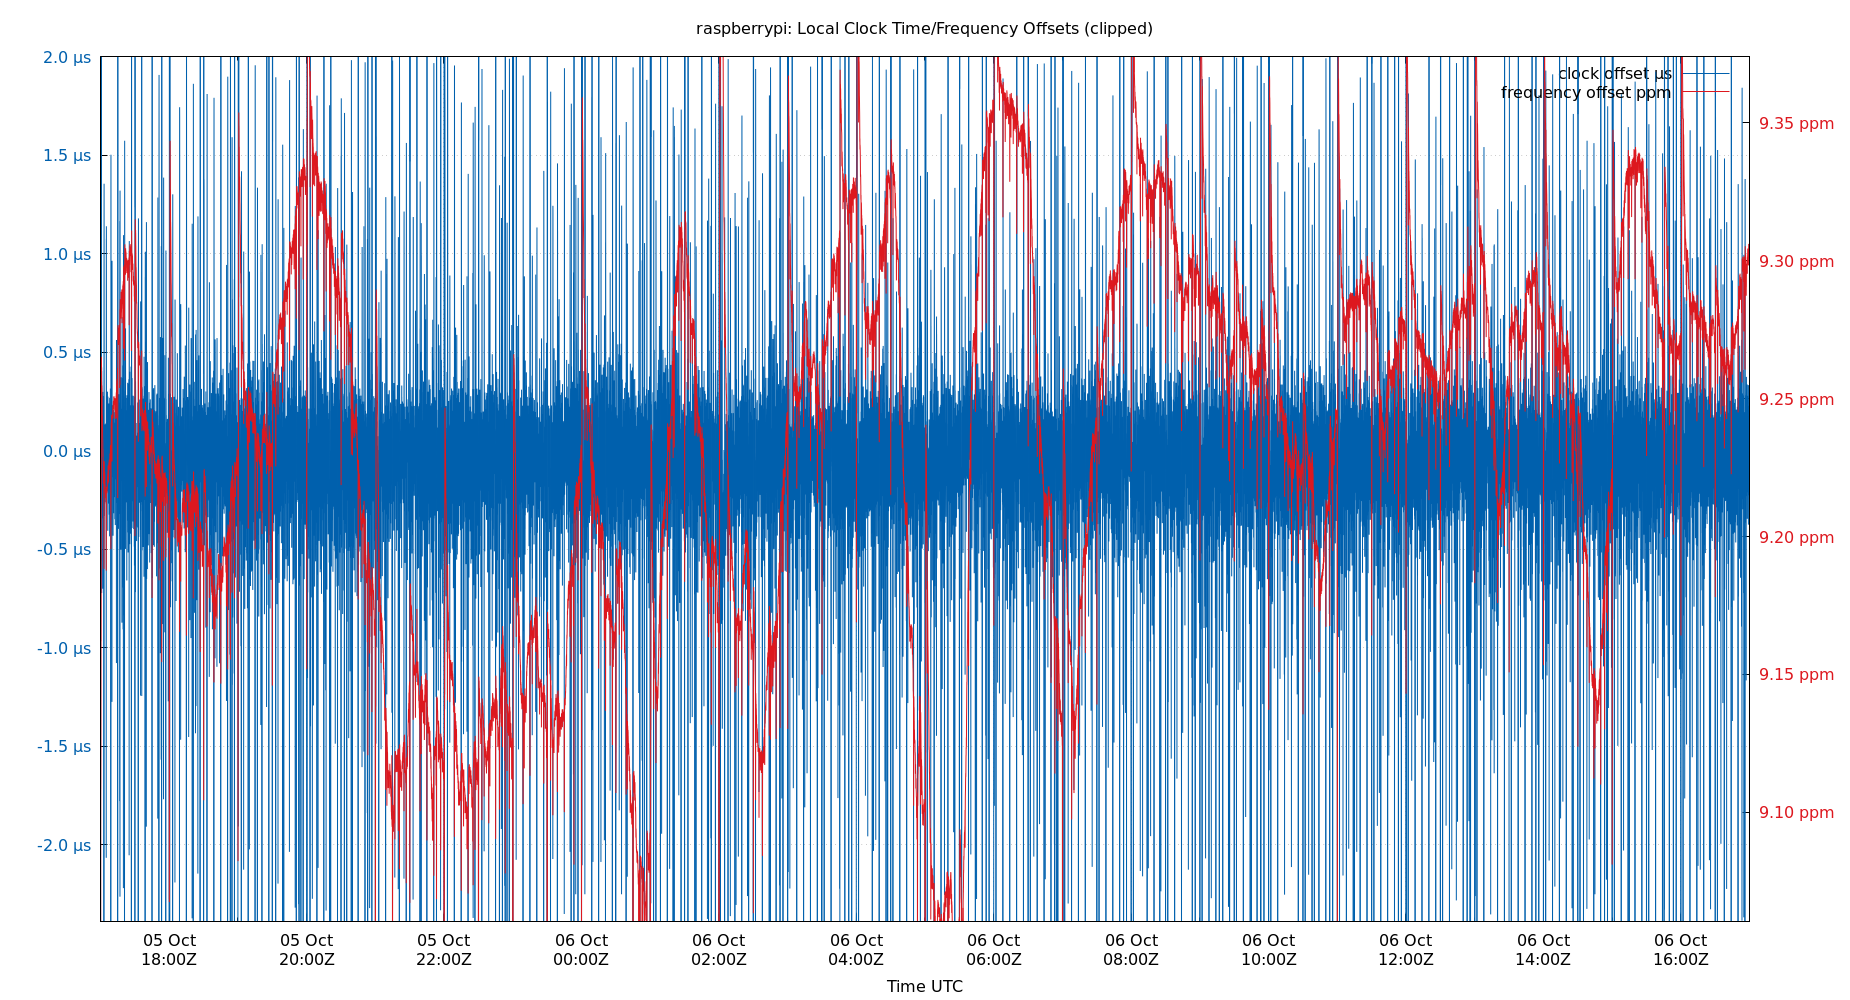 raspberrypi: Local Clock Time/Frequency Offsets (clipped)
clock offset µs
frequency offset ppm
2.0 µs
1.5 µs
1.0 µs
0.5 µs
0.0 µs
-0.5 µs
-1.0 µs
-1.5 µs
-2.0 µs
9.35 ppm
9.30 ppm
9.25 ppm
9.20 ppm
9.15 ppm
9.10 ppm
05 Oct 05 Oct 05 Oct 06 Oct 06 Oct 06 Oct 06 Oct 06 Oct 06 Oct 06 Oct 06 Oct 06 Oct
18:00Z 20:00Z 22:00Z 00:00Z 02:00Z 04:00Z 06:00Z 08:00Z 10:00Z 12:00Z 14:00Z 16:00Z
Time UTC